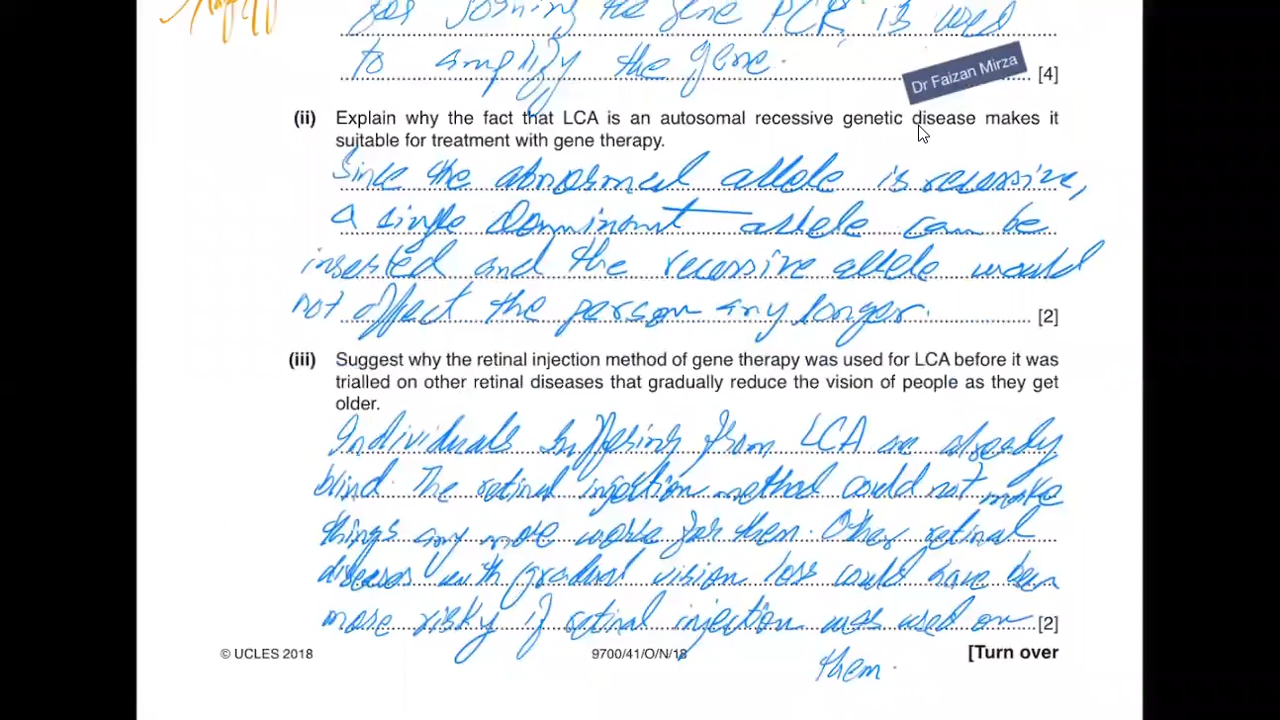 for joining the gene PCR is used
to amplify the gene.
[4]
Dr Faizan Mirza
(ii) Explain why the fact that LCA is an autosomal recessive genetic disease makes it
suitable for treatment with gene therapy.
Since the abnormal allele is recessive,
a single dominant allele can be
inserted and the recessive allele would
not affect the person any longer.
[2]
(iii) Suggest why the retinal injection method of gene therapy was used for LCA before it was
trialled on other retinal diseases that gradually reduce the vision of people as they get
older.
Individuals suffering from LCA are already
blind. The retinal injection method could not make
things any more worse for them. Other retinal
diseases with gradual vision loss could have been
more risky if retinal injection was used on
[2]
them.
© UCLES 2018 9700/41/O/N/18 [Turn over